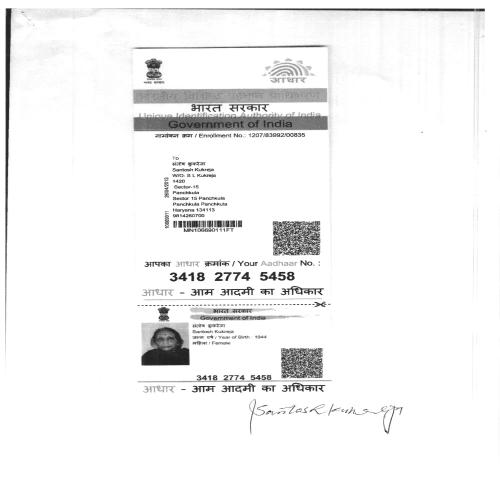 आधार
भारत सरकार
Unique Identification Authority of India
Government of India
नामांकन क्रम / Enrollment No.: 1207/83992/00835
To
संतोष कुकरेजा
Santosh Kukreja
W/O: S L Kukreja
1420
Sector-15
Panchkula
Sector 15 Panchkula
Panchkula Panchkula
Haryana 134113
9814260700
MN106690111FT
आपका आधार क्रमांक / Your Aadhaar No. :
3418 2774 5458
आधार - आम आदमी का अधिकार
भारत सरकार
Government of India
संतोष कुकरेजा
Santosh Kukreja
जन्म वर्ष / Year of Birth : 1944
महिला / Female
3418 2774 5458
आधार - आम आदमी का अधिकार
Santosh Kukreja